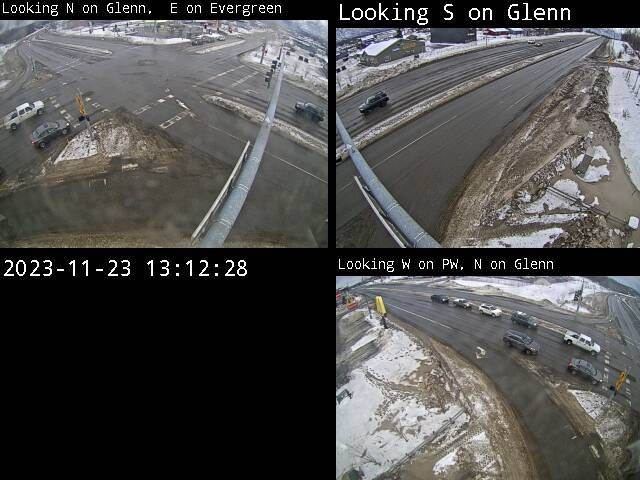 Looking N on Glenn,  E on Evergreen
Looking S on Glenn
2023-11-23 13:12:28
Looking W on PW, N on Glenn